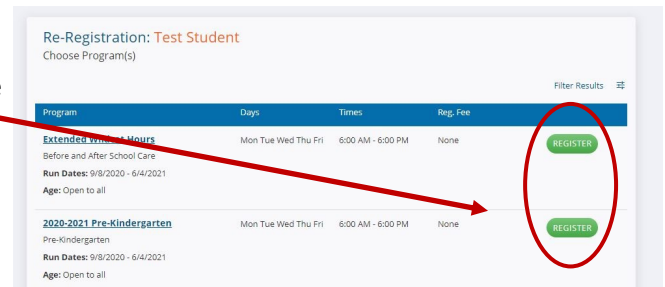 Re-Registration: Test Student
Choose Program(s)
Filter Results
Program Days Times Reg. Fee
Extended Hours Mon Tue Wed Thu Fri 6:00 AM - 6:00 PM None REGISTER
Before and After School Care
Run Dates: 9/8/2020 - 6/4/2021
Age: Open to all
2020-2021 Pre-Kindergarten Mon Tue Wed Thu Fri 6:00 AM - 6:00 PM None REGISTER
Pre-Kindergarten
Run Dates: 9/8/2020 - 6/4/2021
Age: Open to all